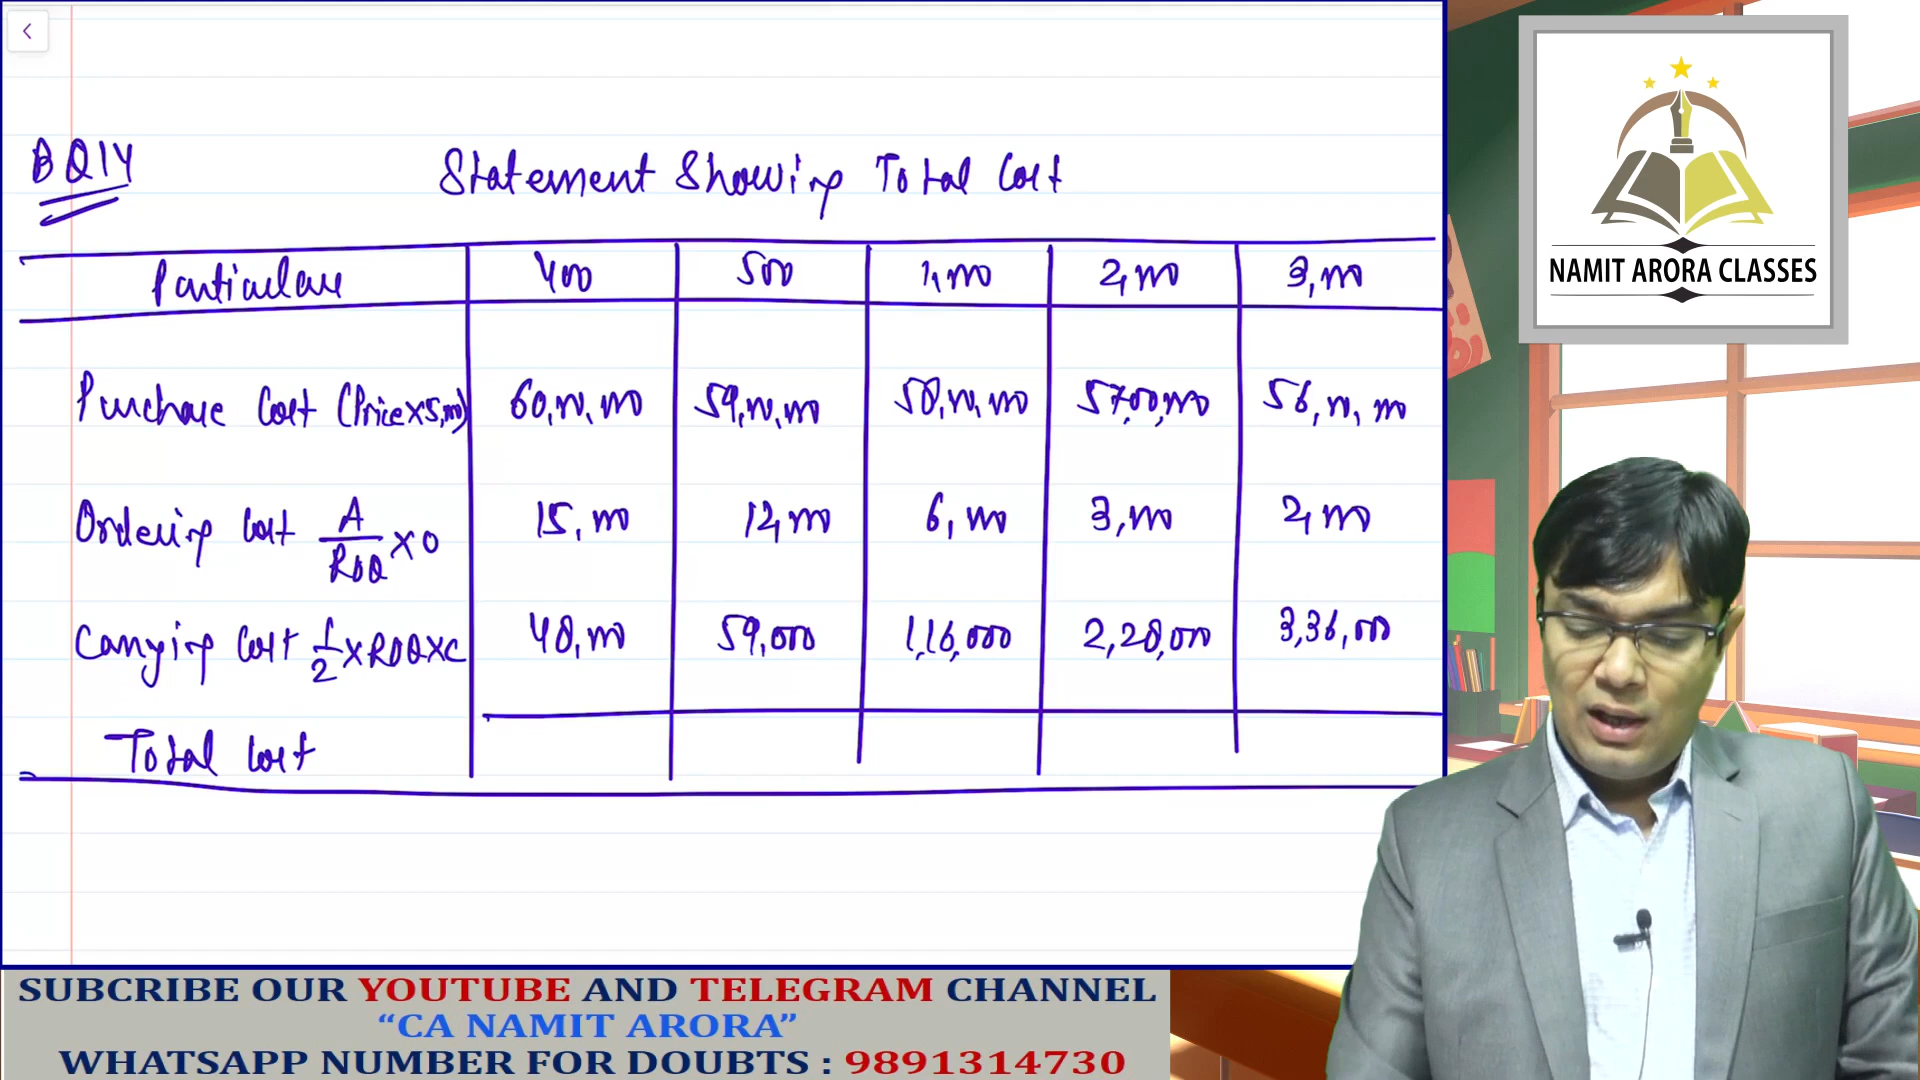 BQ14
Statement Showing Total Cost
Particulars 400 500 1,000 2,000 3,000
Purchase Cost (Price×5,000) 60,00,000 59,00,000 58,00,000 57,00,000 56,00,000
Ordering Cost A/ROQ × O 15,000 12,000 6,000 3,000 2,000
Carrying Cost 1/2 × ROQ × C 48,000 59,000 1,16,000 2,28,000 3,36,000
Total Cost
NAMIT ARORA CLASSES
SUBCRIBE OUR YOUTUBE AND TELEGRAM CHANNEL
“CA NAMIT ARORA”
WHATSAPP NUMBER FOR DOUBTS : 9891314730